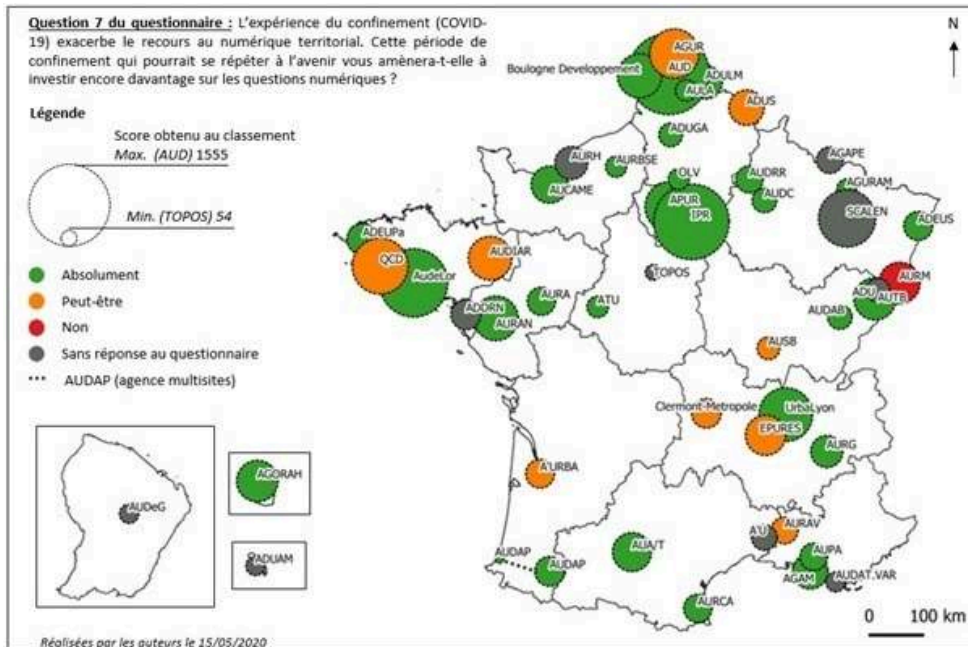 Question 7 du questionnaire : L'expérience du confinement (COVID-
19) exacerbe le recours au numérique territorial. Cette période de
confinement qui pourrait se répéter à l'avenir vous amènera-t-elle à
investir encore davantage sur les questions numériques ?
N
Légende
Score obtenu au classement
Max. (AUD) 1555
Min. (TOPOS) 54
Absolument
Peut-être
Non
Sans réponse au questionnaire
AUDAP (agence multisites)
AGUR
AUD
Boulogne Developpement
ADULM
AULA
ADUS
ADUGA
AURH
AURBSE
AUCAME
OLV
APUR
IPR
AUDRR
AUDC
AGAPE
AGURAM
SCALEN
ADEUS
ADEUPa
QCD
AudeLor
AUDIAR
ADDRN
AURAN
AURA
ATU
TOPOS
AURM
ADU
AUTB
AUDAB
AUSB
Clermont-Metropole
UrbaLyon
EPURES
AURG
A'URBA
AURAV
A'U
AUPA
AGAM
AUDAT.VAR
AUA/T
AUDAP
AUDAP
AURCA
AUDeG
AGORAH
ADUAM
0 100 km
Réalisées par les auteurs le 15/05/2020